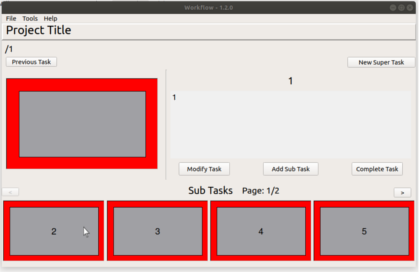 Workflow - 1.2.0
File Tools Help
Project Title
/1
Previous Task
New Super Task
1
1
Modify Task
Add Sub Task
Complete Task
Sub Tasks Page: 1/2
<
>
2
3
4
5